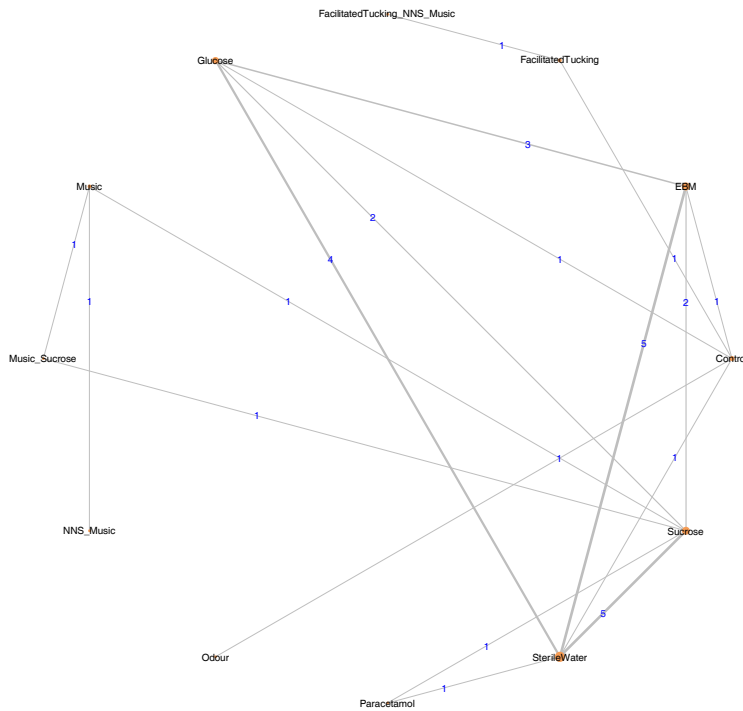 FacilitatedTucking_NNS_Music
1
Glucose
FacilitatedTucking
3
Music
EBM
2
1
4
1
1
1
1
1
2
1
5
Music_Sucrose
Control
1
1
1
NNS_Music
Sucrose
5
1
Odour
SterileWater
1
Paracetamol